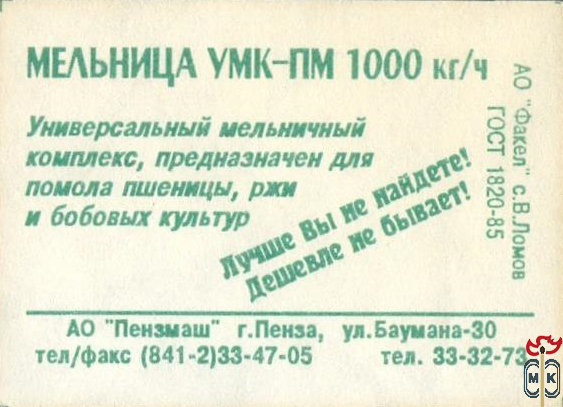 МЕЛЬНИЦА УМК-ПМ 1000 кг/ч
Универсальный мельничный
комплекс, предназначен для
помола пшеницы, ржи
и бобовых культур
Лучше Вы не найдете!
Дешевле не бывает!
АО "Факел" с.В.Ломов
ГОСТ 1820-85
АО "Пензмаш" г.Пенза, ул.Баумана-30
тел/факс (841-2)33-47-05 тел. 33-32-73
МК